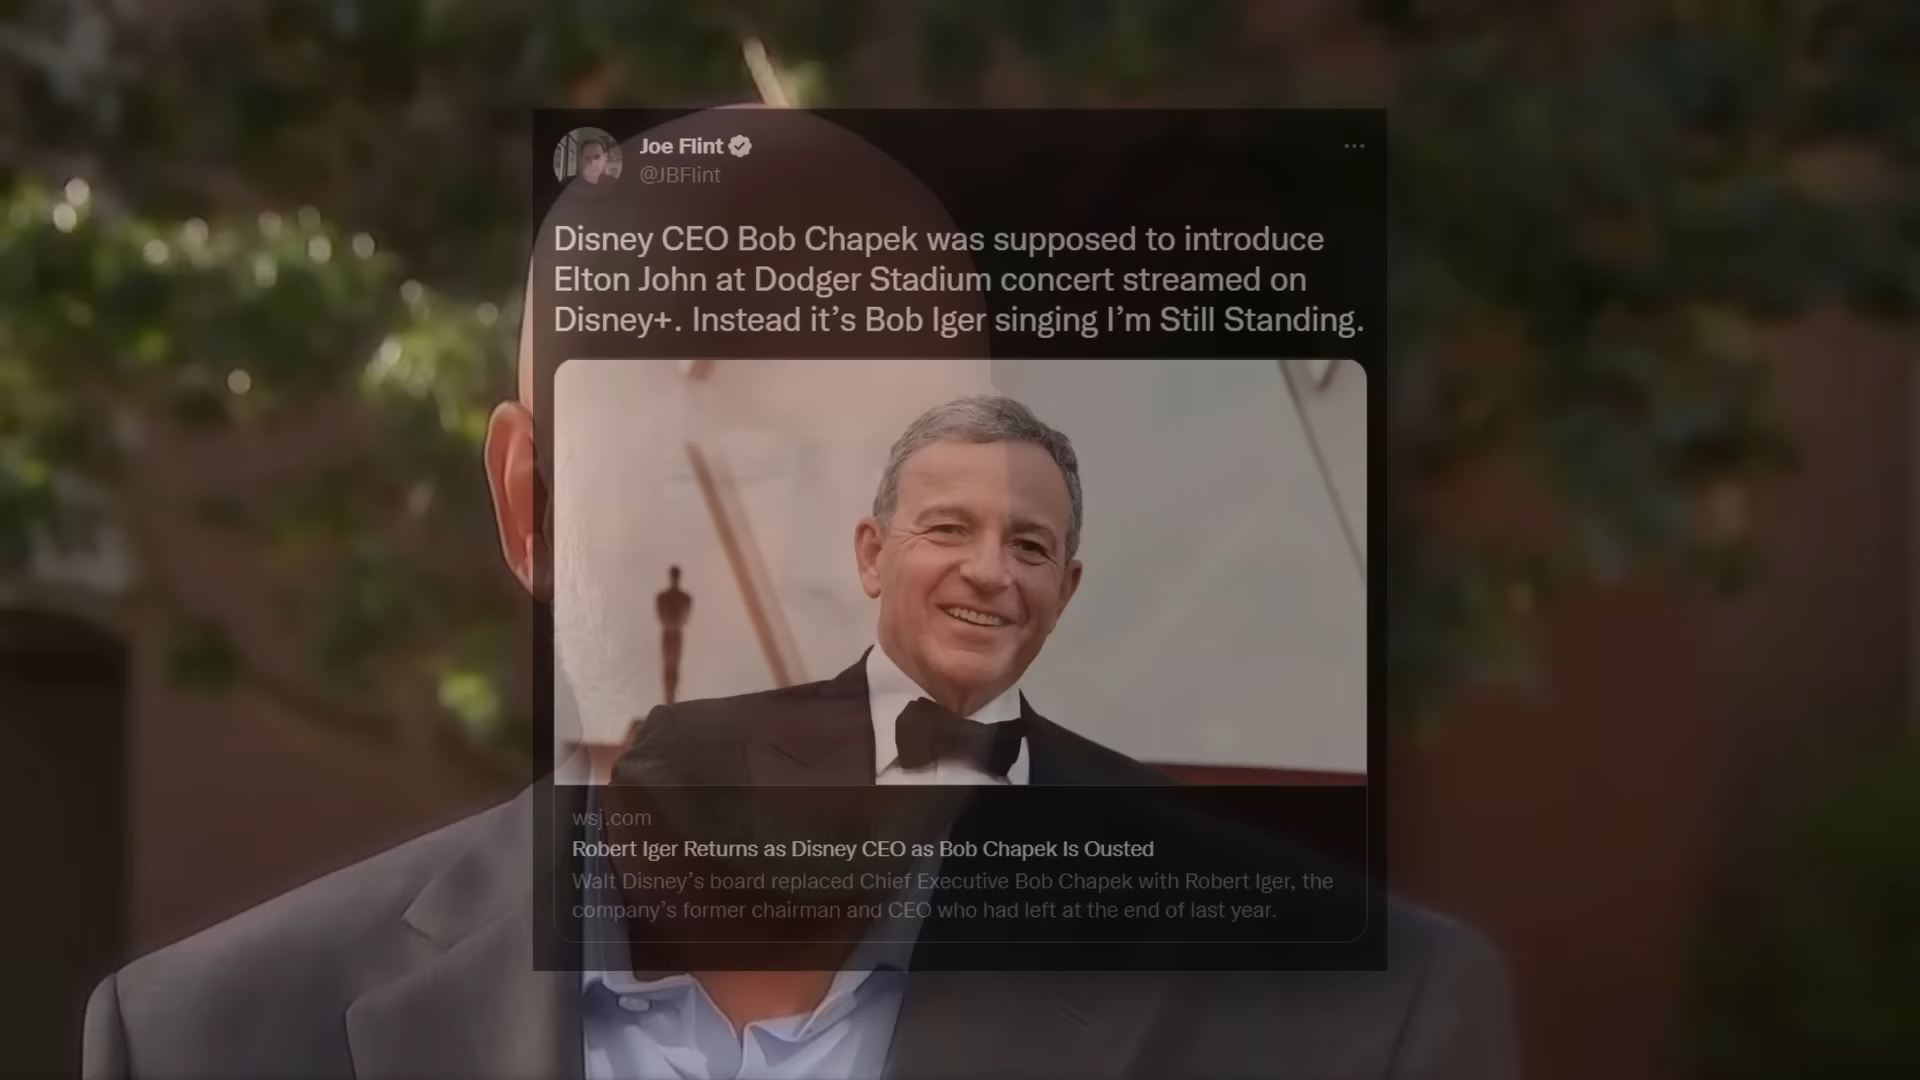 Joe Flint
@JBFlint
Disney CEO Bob Chapek was supposed to introduce
Elton John at Dodger Stadium concert streamed on
Disney+. Instead it’s Bob Iger singing I’m Still Standing.
wsj.com
Robert Iger Returns as Disney CEO as Bob Chapek Is Ousted
Walt Disney’s board replaced Chief Executive Bob Chapek with Robert Iger, the
company’s former chairman and CEO who had left at the end of last year.